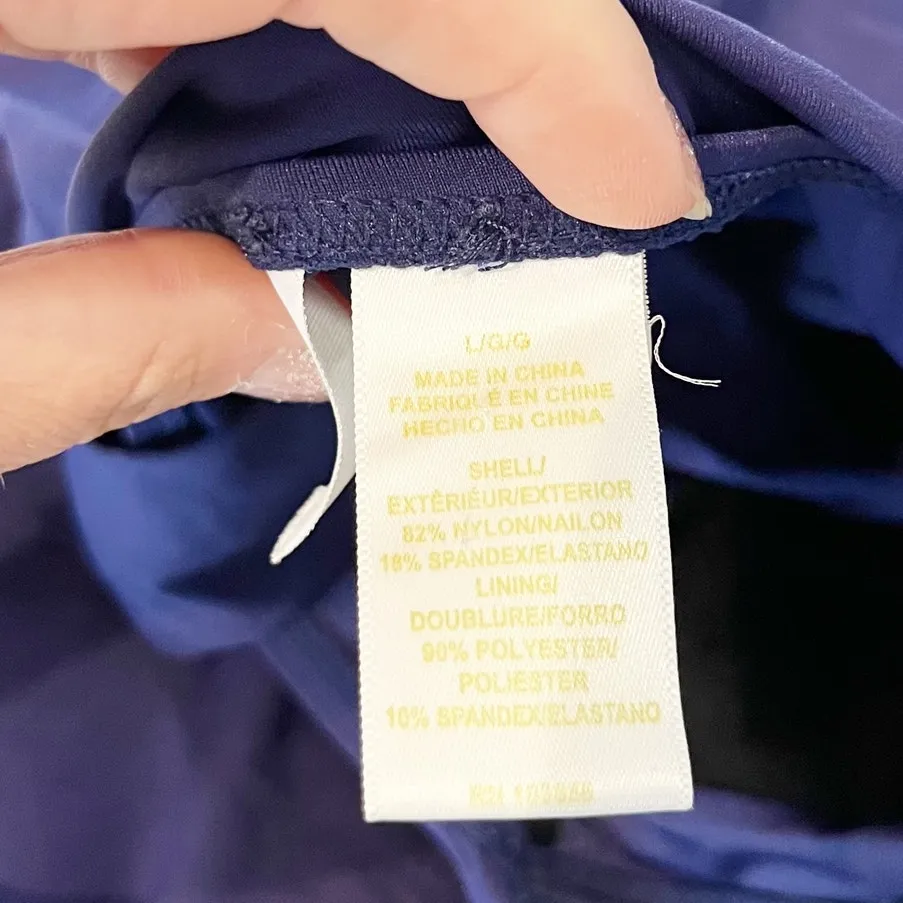 L/G/G
MADE IN CHINA
FABRIQUÉ EN CHINE
HECHO EN CHINA
SHELL/
EXTÉRIEUR/EXTERIOR
82% NYLON/NAILON
18% SPANDEX/ELASTANO
LINING/
DOUBLURE/FORRO
90% POLYESTER/
POLIESTER
10% SPANDEX/ELASTANO